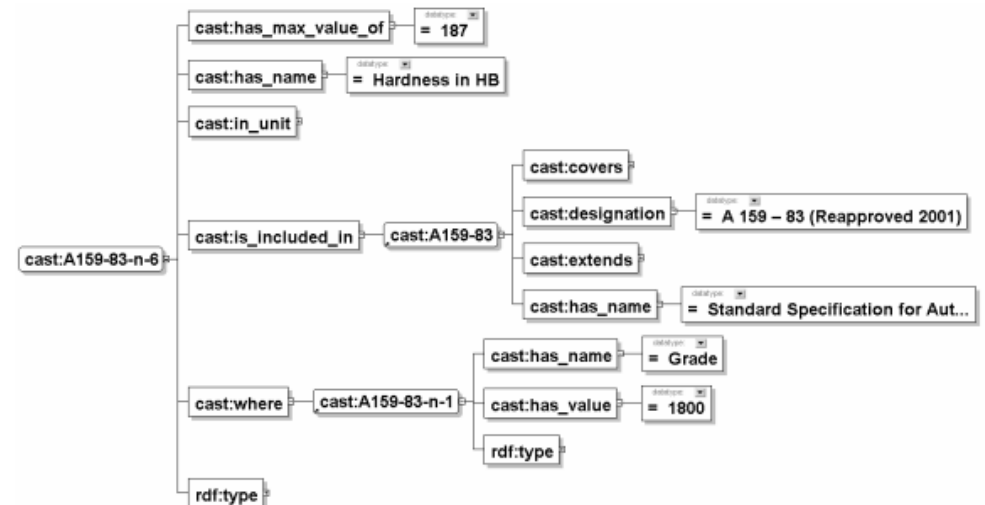 cast:has_max_value_of
datatype:
= 187
cast:has_name
datatype:
= Hardness in HB
cast:in_unit
cast:covers
cast:designation
datatype:
= A 159 – 83 (Reapproved 2001)
cast:is_included_in
cast:A159-83
cast:A159-83-n-6
cast:extends
cast:has_name
datatype:
= Standard Specification for Aut...
cast:has_name
datatype:
= Grade
cast:where
cast:A159-83-n-1
cast:has_value
datatype:
= 1800
rdf:type
rdf:type